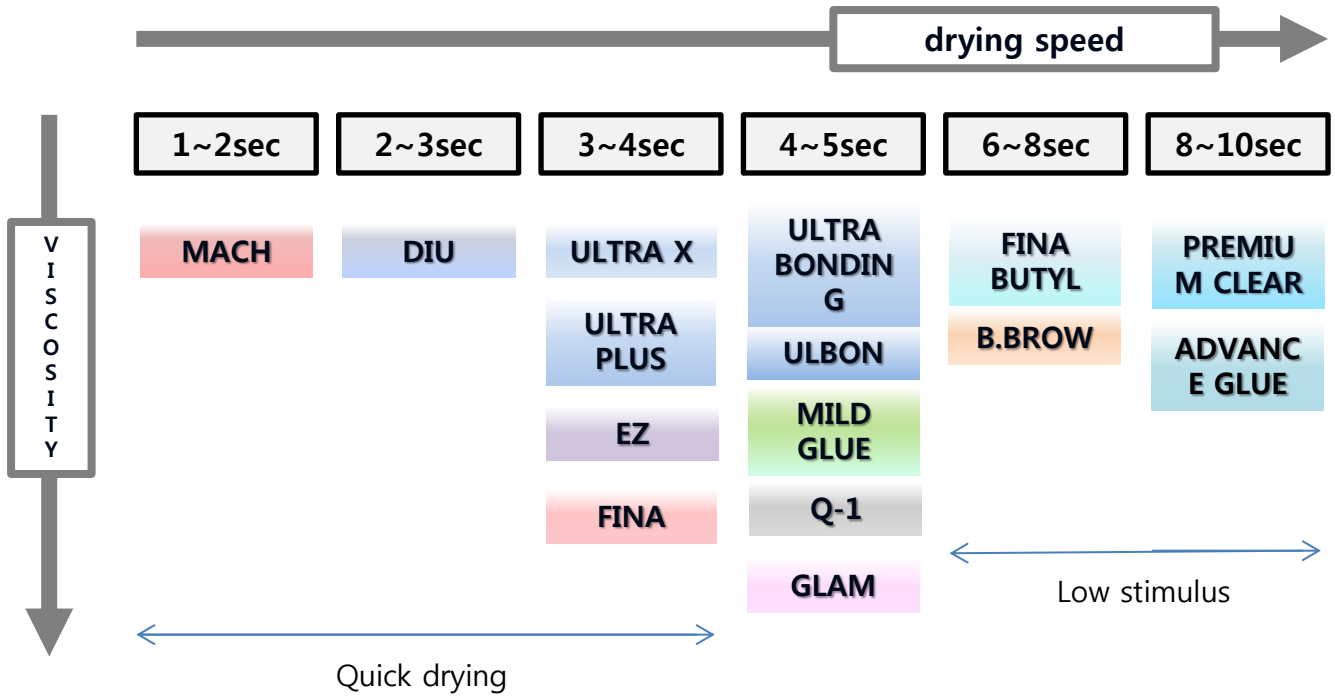 drying speed
1~2sec
2~3sec
3~4sec
4~5sec
6~8sec
8~10sec
VISCOSITY
MACH
DIU
ULTRA X
ULTRA
PLUS
EZ
FINA
ULTRA
BONDIN
G
ULBON
MILD
GLUE
Q-1
GLAM
FINA
BUTYL
B.BROW
PREMIU
M CLEAR
ADVANC
E GLUE
Low stimulus
Quick drying